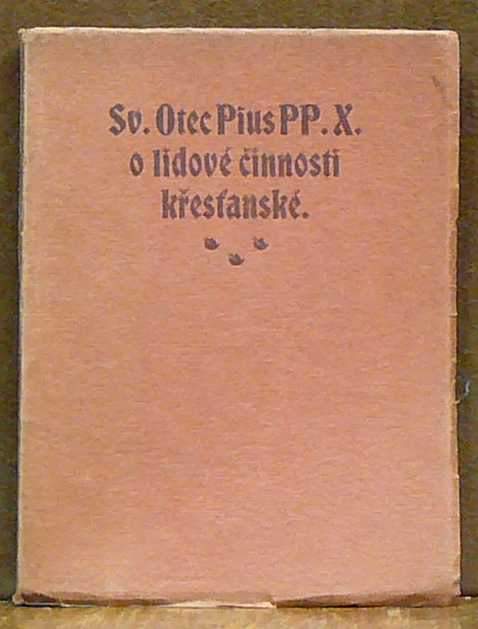 Sv. Otec Pius PP. X.
o lidové činnosti
křesťanské.